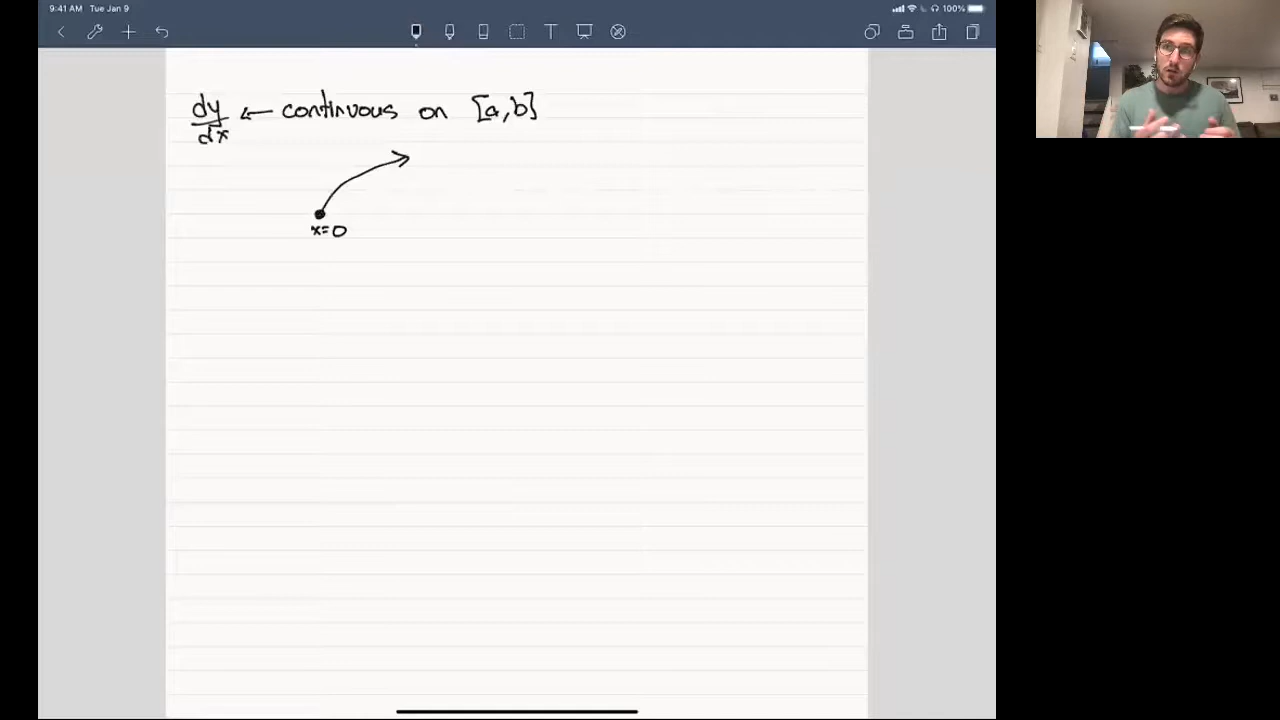 9:41 AM Tue Jan 9
100%
T
dy/dx ← continuous on [a,b]
x=0